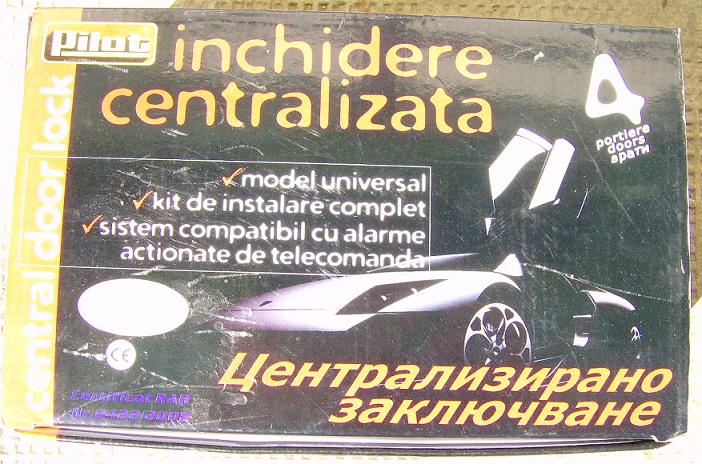 Pilot
inchidere
centralizata
4
portiere
doors
врати
central door lock
✓model universal
✓kit de instalare complet
✓sistem compatibil cu alarme
actionate de telecomanda
CE
Централизирано
заключване
Certificat RAR